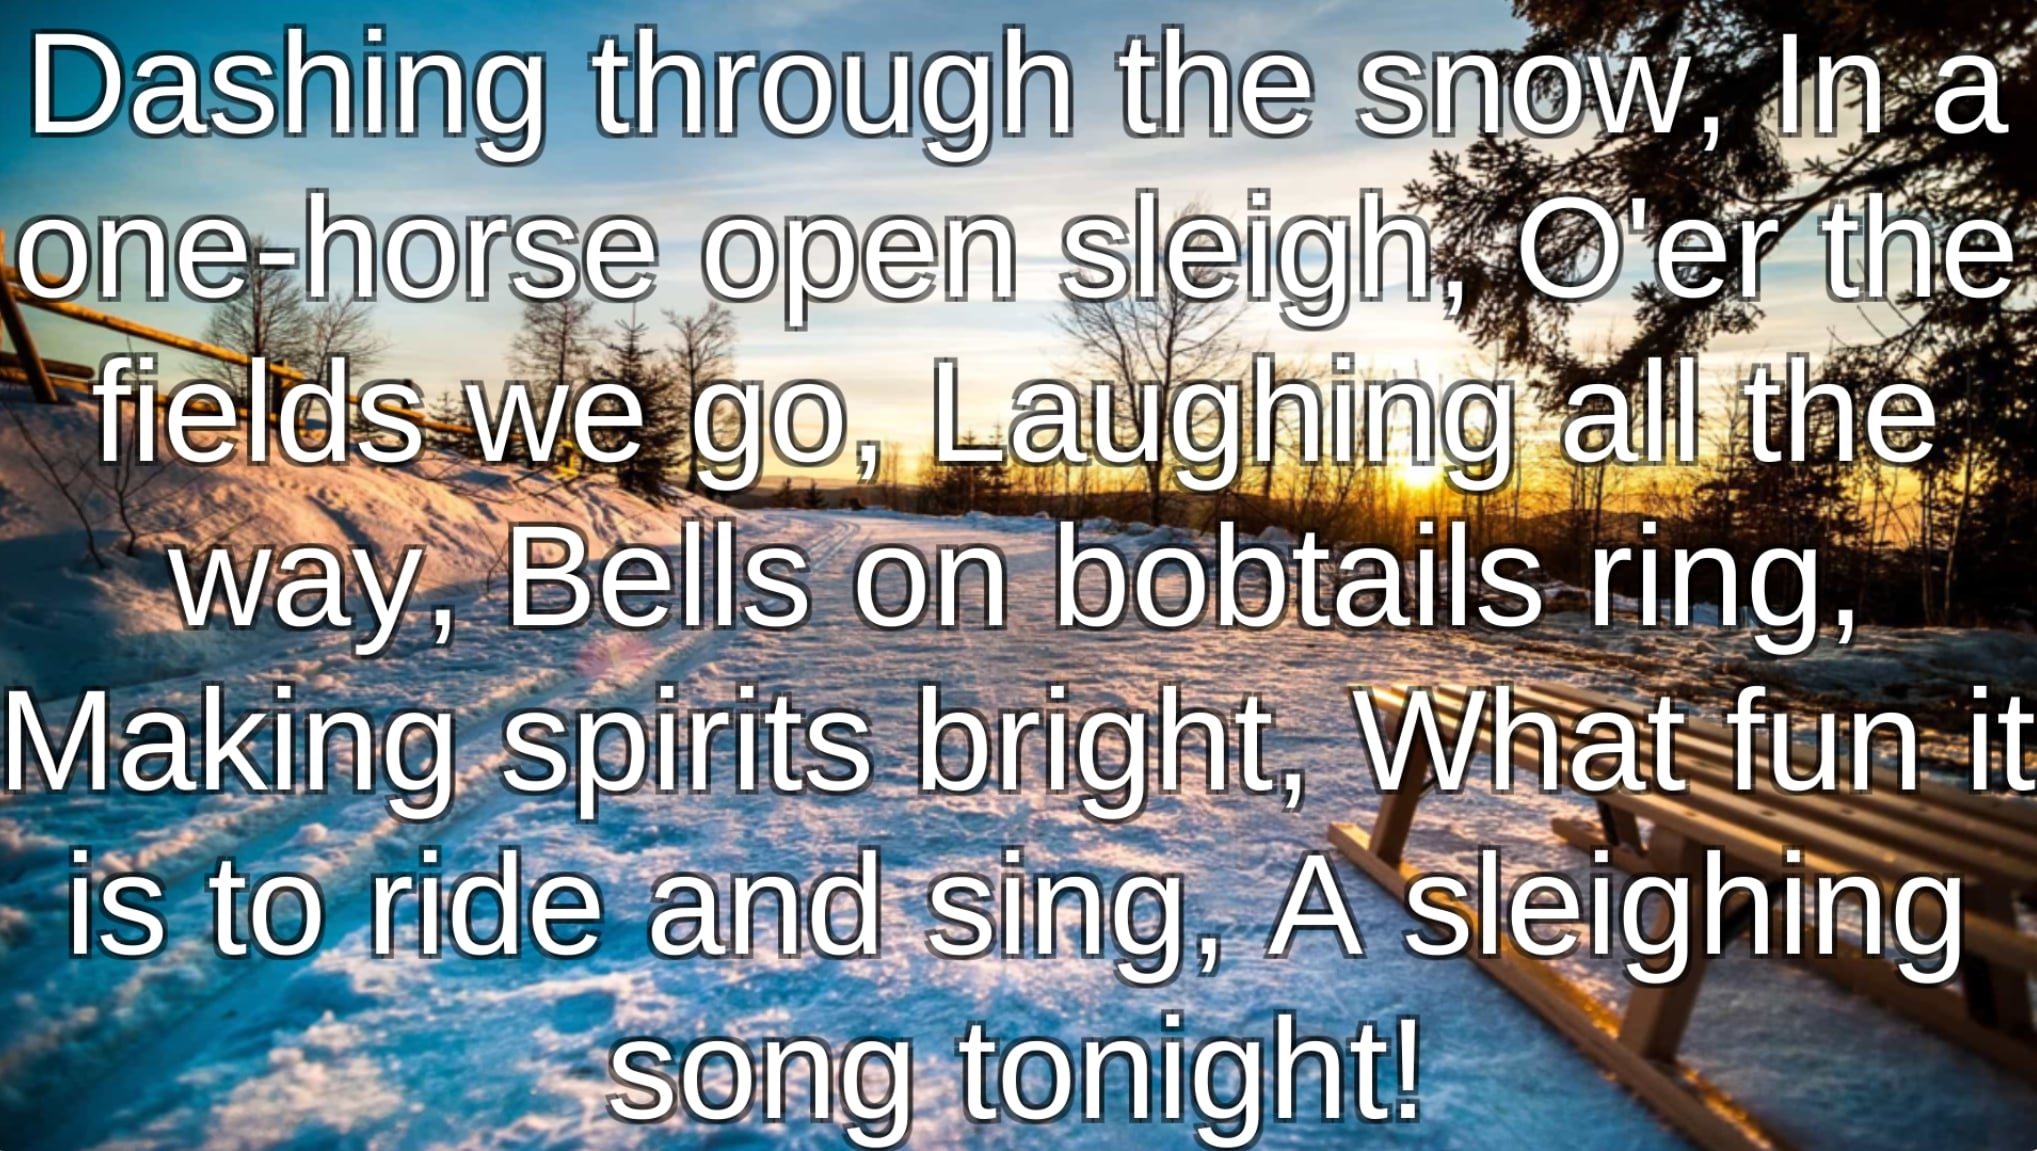 Dashing through the snow, In a
one-horse open sleigh, O'er the
fields we go, Laughing all the
way, Bells on bobtails ring,
Making spirits bright, What fun it
is to ride and sing, A sleighing
song tonight!